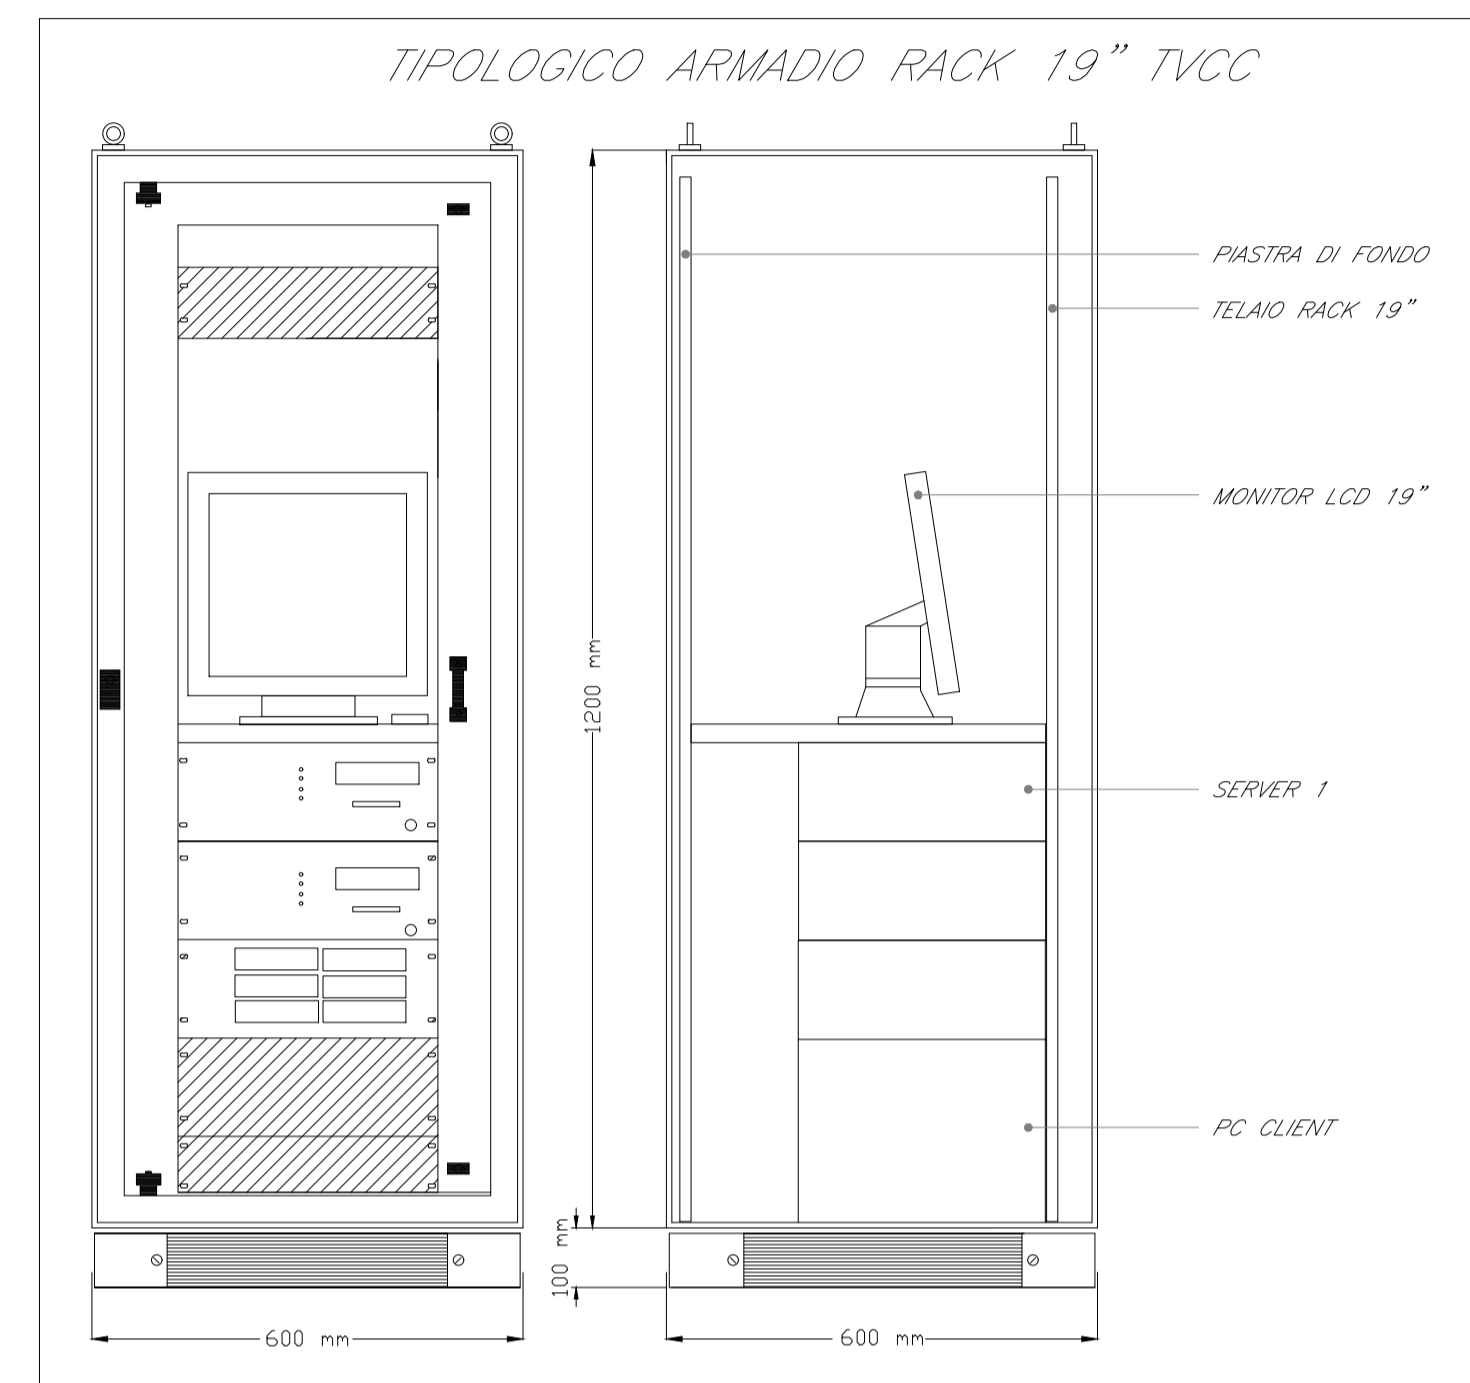 TIPOLOGICO ARMADIO RACK 19" TVCC
PIASTRA DI FONDO
TELAIO RACK 19"
MONITOR LCD 19"
1200 mm
SERVER 1
PC CLIENT
100 mm
600 mm
600 mm